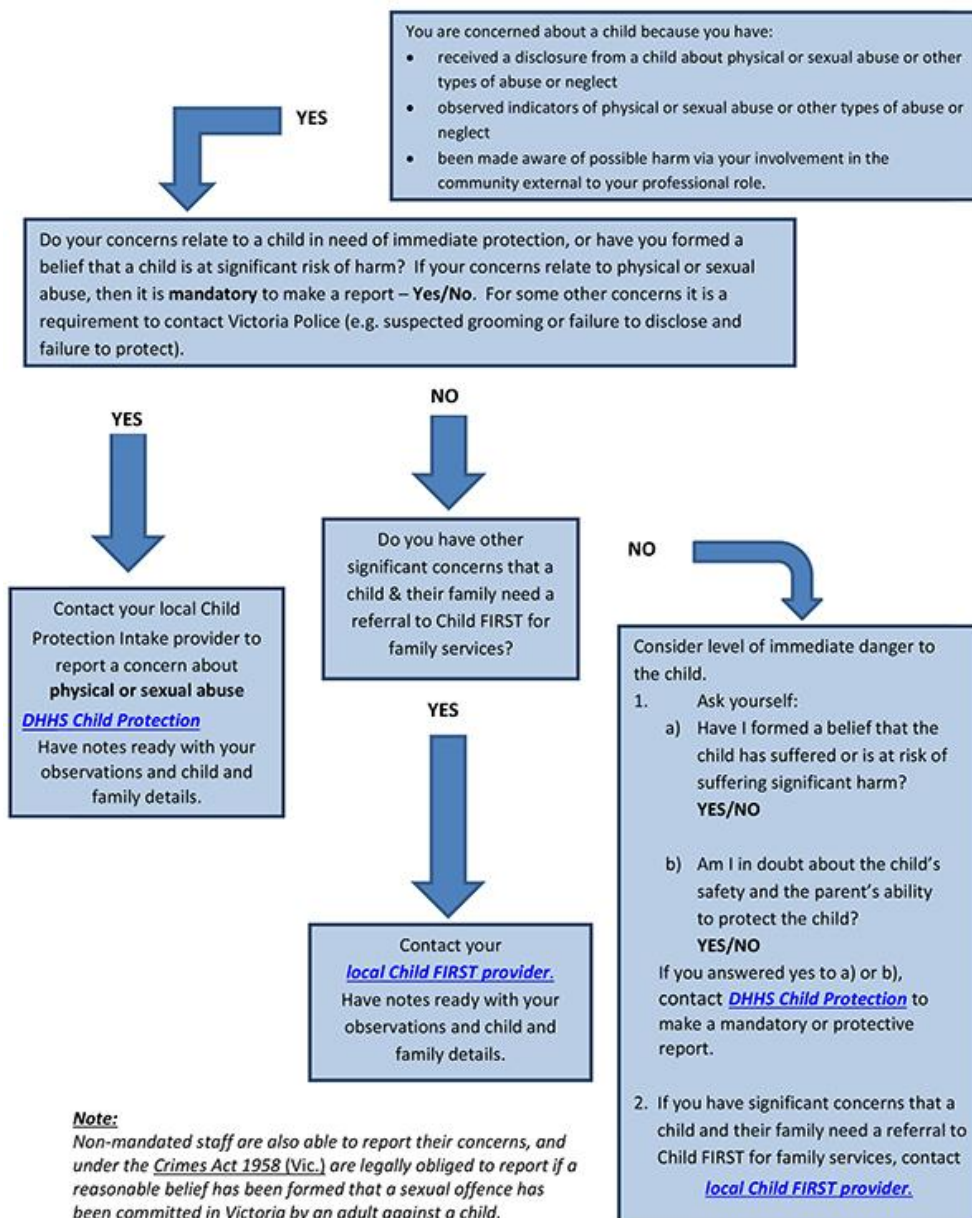 You are concerned about a child because you have:
• received a disclosure from a child about physical or sexual abuse or other
types of abuse or neglect
• observed indicators of physical or sexual abuse or other types of abuse or
neglect
• been made aware of possible harm via your involvement in the
community external to your professional role.
YES
Do your concerns relate to a child in need of immediate protection, or have you formed a
belief that a child is at significant risk of harm? If your concerns relate to physical or sexual
abuse, then it is mandatory to make a report – Yes/No. For some other concerns it is a
requirement to contact Victoria Police (e.g. suspected grooming or failure to disclose and
failure to protect).
YES
Contact your local Child
Protection Intake provider to
report a concern about
physical or sexual abuse
DHHS Child Protection
Have notes ready with your
observations and child and
family details.
NO
Do you have other
significant concerns that a
child & their family need a
referral to Child FIRST for
family services?
YES
Contact your
local Child FIRST provider.
Have notes ready with your
observations and child and
family details.
NO
Consider level of immediate danger to
the child.
1. Ask yourself:
a) Have I formed a belief that the
child has suffered or is at risk of
suffering significant harm?
YES/NO
b) Am I in doubt about the child's
safety and the parent's ability
to protect the child?
YES/NO
If you answered yes to a) or b),
contact DHHS Child Protection to
make a mandatory or protective
report.
2. If you have significant concerns that a
child and their family need a referral to
Child FIRST for family services, contact
local Child FIRST provider.
Note:
Non-mandated staff are also able to report their concerns, and
under the Crimes Act 1958 (Vic.) are legally obliged to report if a
reasonable belief has been formed that a sexual offence has
been committed in Victoria by an adult against a child.